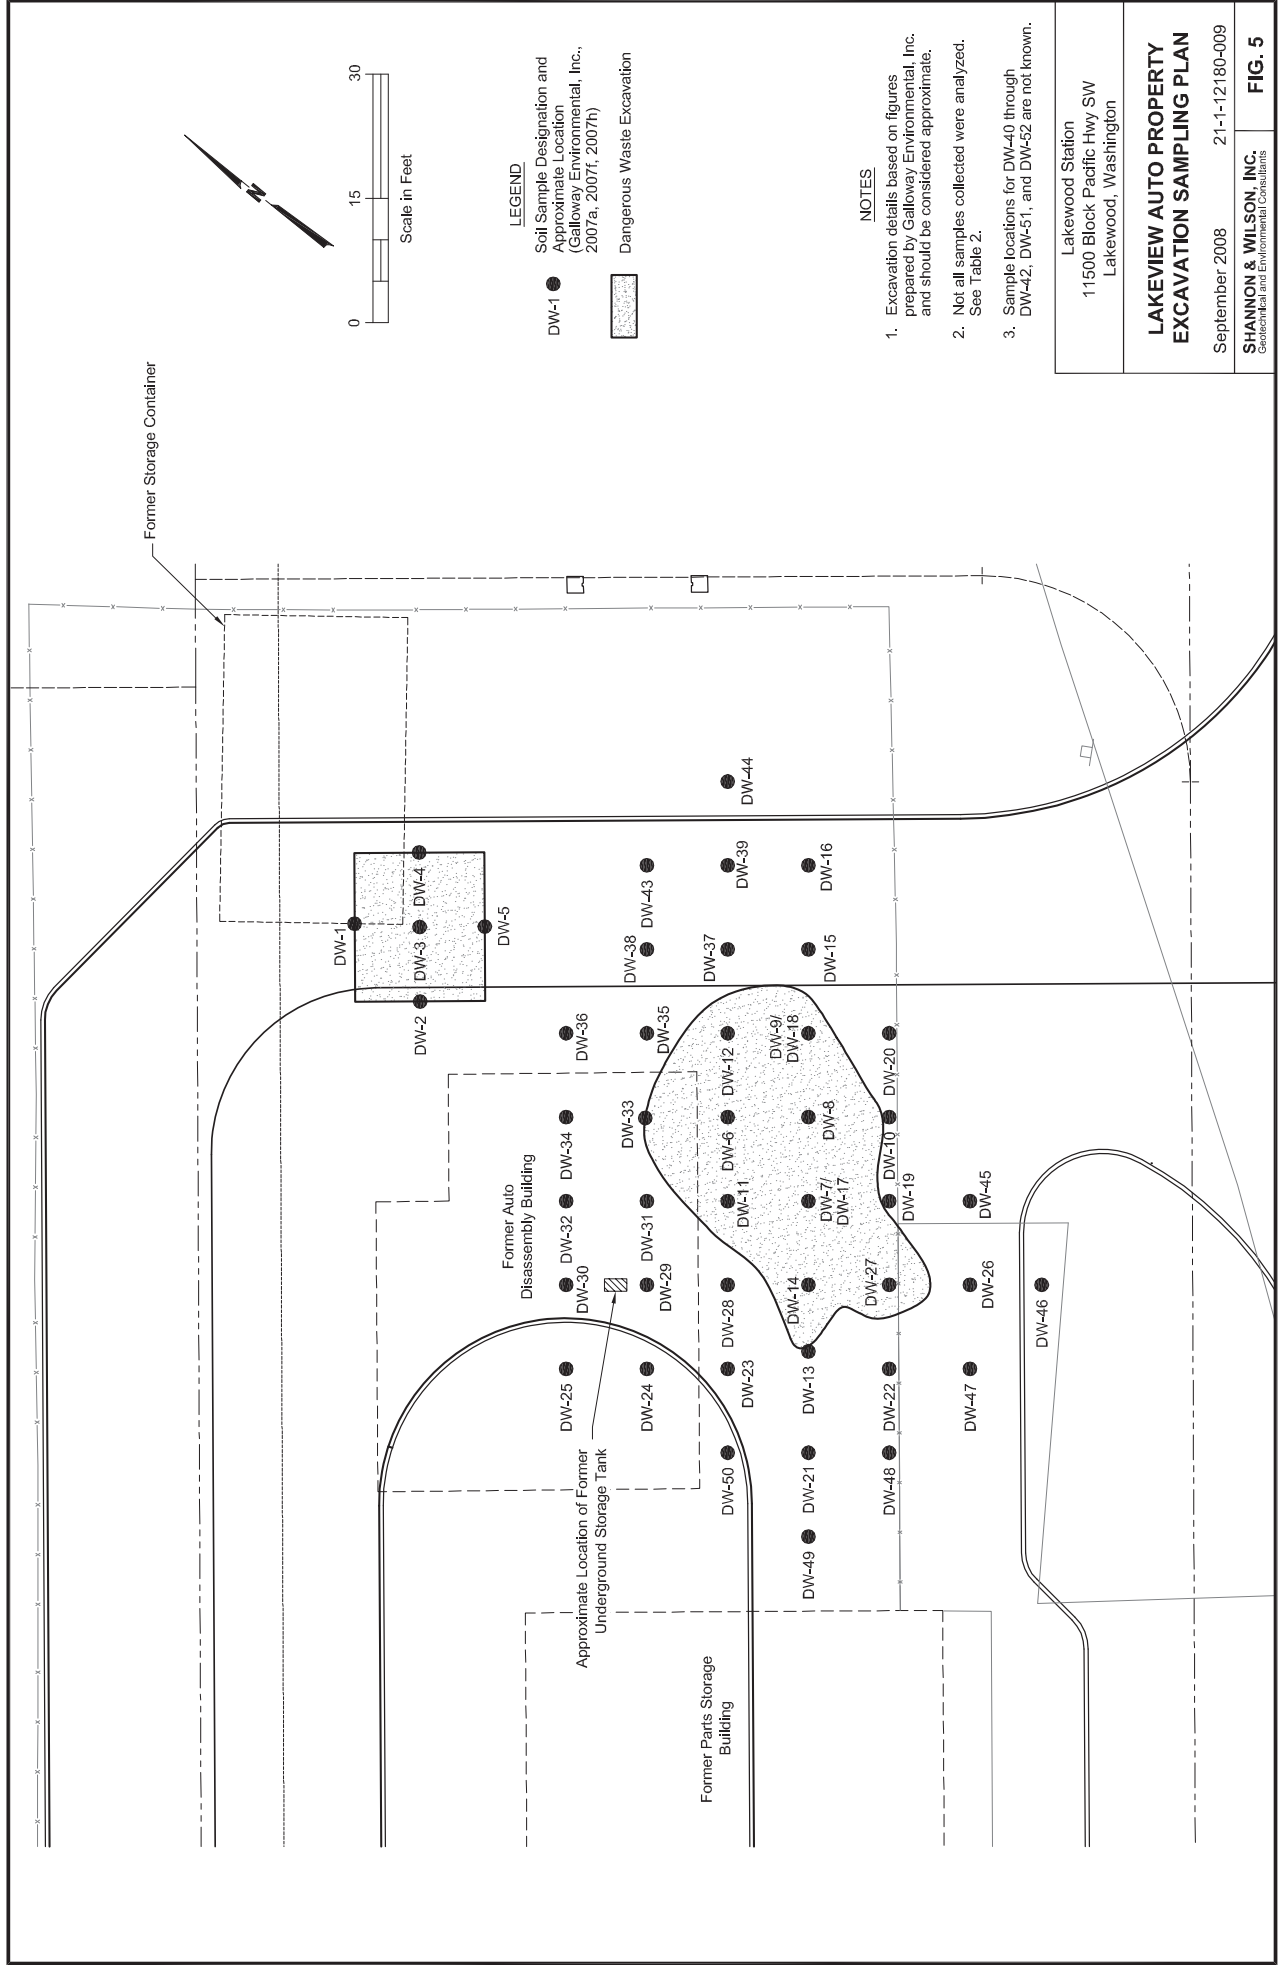 Former Storage Container
0
15
30
Scale in Feet
N
LEGEND
DW-1
Soil Sample Designation and
Approximate Location
(Galloway Environmental, Inc.,
2007a, 2007f, 2007h)
Dangerous Waste Excavation
NOTES
1. Excavation details based on figures
prepared by Galloway Environmental, Inc.
and should be considered approximate.
2. Not all samples collected were analyzed.
See Table 2.
3. Sample locations for DW-40 through
DW-42, DW-51, and DW-52 are not known.
DW-1
DW-2
DW-3
DW-4
DW-5
DW-36
DW-34
DW-32
DW-30
DW-25
Former Auto
Disassembly Building
DW-43
DW-38
DW-35
DW-33
DW-31
DW-29
DW-24
Approximate Location of Former
Underground Storage Tank
DW-44
DW-39
DW-37
DW-12
DW-6
DW-11
DW-28
DW-23
DW-50
Former Parts Storage
Building
DW-16
DW-15
DW-9/
DW-18
DW-8
DW-7/
DW-17
DW-14
DW-13
DW-21
DW-49
DW-20
DW-10
DW-19
DW-27
DW-22
DW-48
DW-45
DW-26
DW-47
DW-46
Lakewood Station
11500 Block Pacific Hwy SW
Lakewood, Washington
LAKEVIEW AUTO PROPERTY
EXCAVATION SAMPLING PLAN
September 2008
21-1-12180-009
SHANNON & WILSON, INC.
Geotechnical and Environmental Consultants
FIG. 5